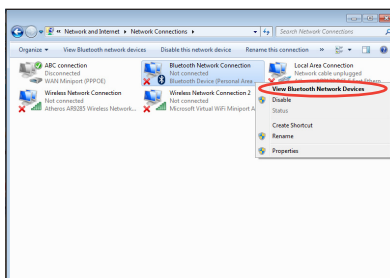 « Network and Internet ▸ Network Connections ▸
Search Network Connections
Organize ▾ View Bluetooth network devices Disable this network device Rename this connection »
ABC connection
Disconnected
WAN Miniport (PPPOE)
Bluetooth Network Connection
Not connected
Bluetooth Device (Personal Area ...
Local Area Connection
Network cable unplugged
Wireless Network Connection
Not connected
Atheros AR9285 Wireless Network...
Wireless Network Connection 2
Not connected
Microsoft Virtual WiFi Miniport A
View Bluetooth Network Devices
Disable
Status
Create Shortcut
Rename
Properties